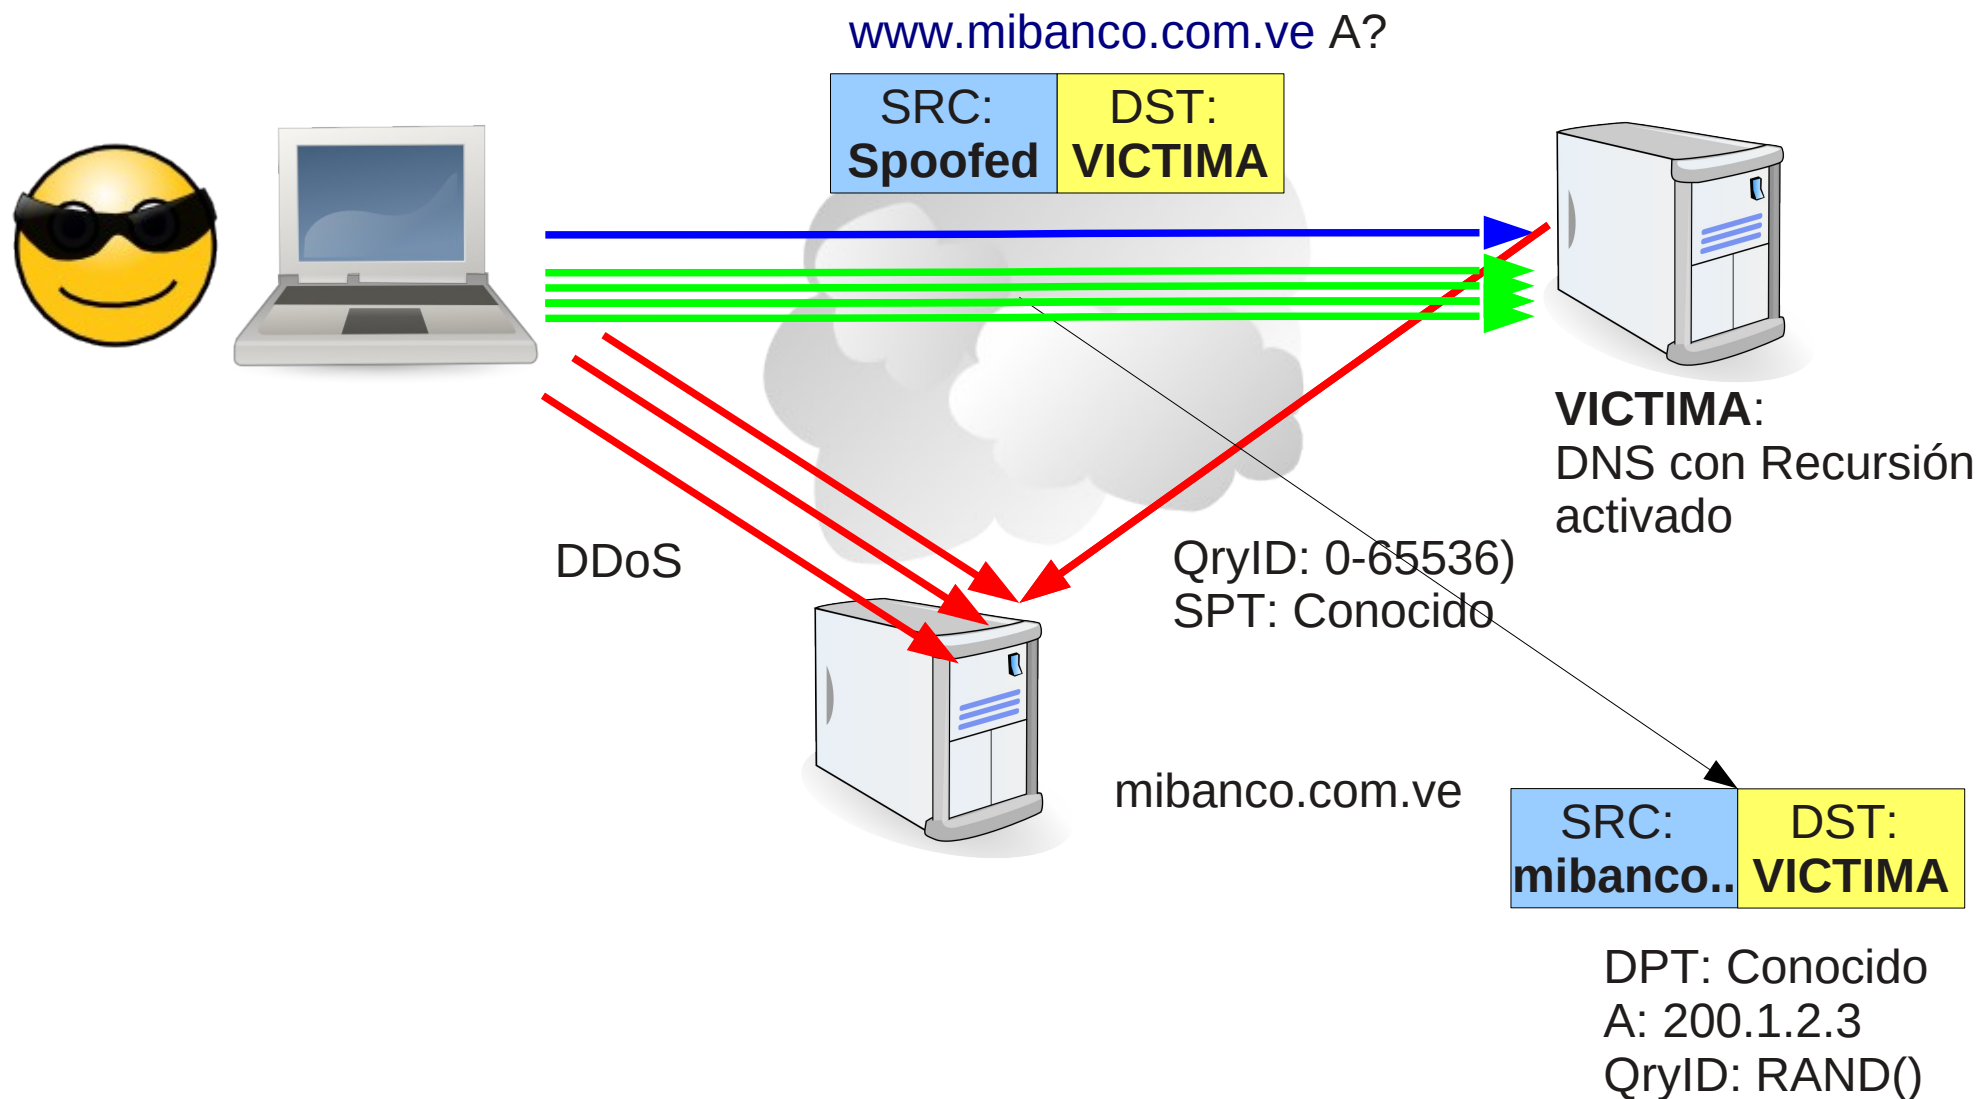 www.mibanco.com.ve A?
SRC:
Spoofed
DST:
VICTIMA
VICTIMA:
DNS con Recursión
activado
DDoS
QryID: 0-65536)
SPT: Conocido
mibanco.com.ve
SRC:
mibanco..
DST:
VICTIMA
DPT: Conocido
A: 200.1.2.3
QryID: RAND()